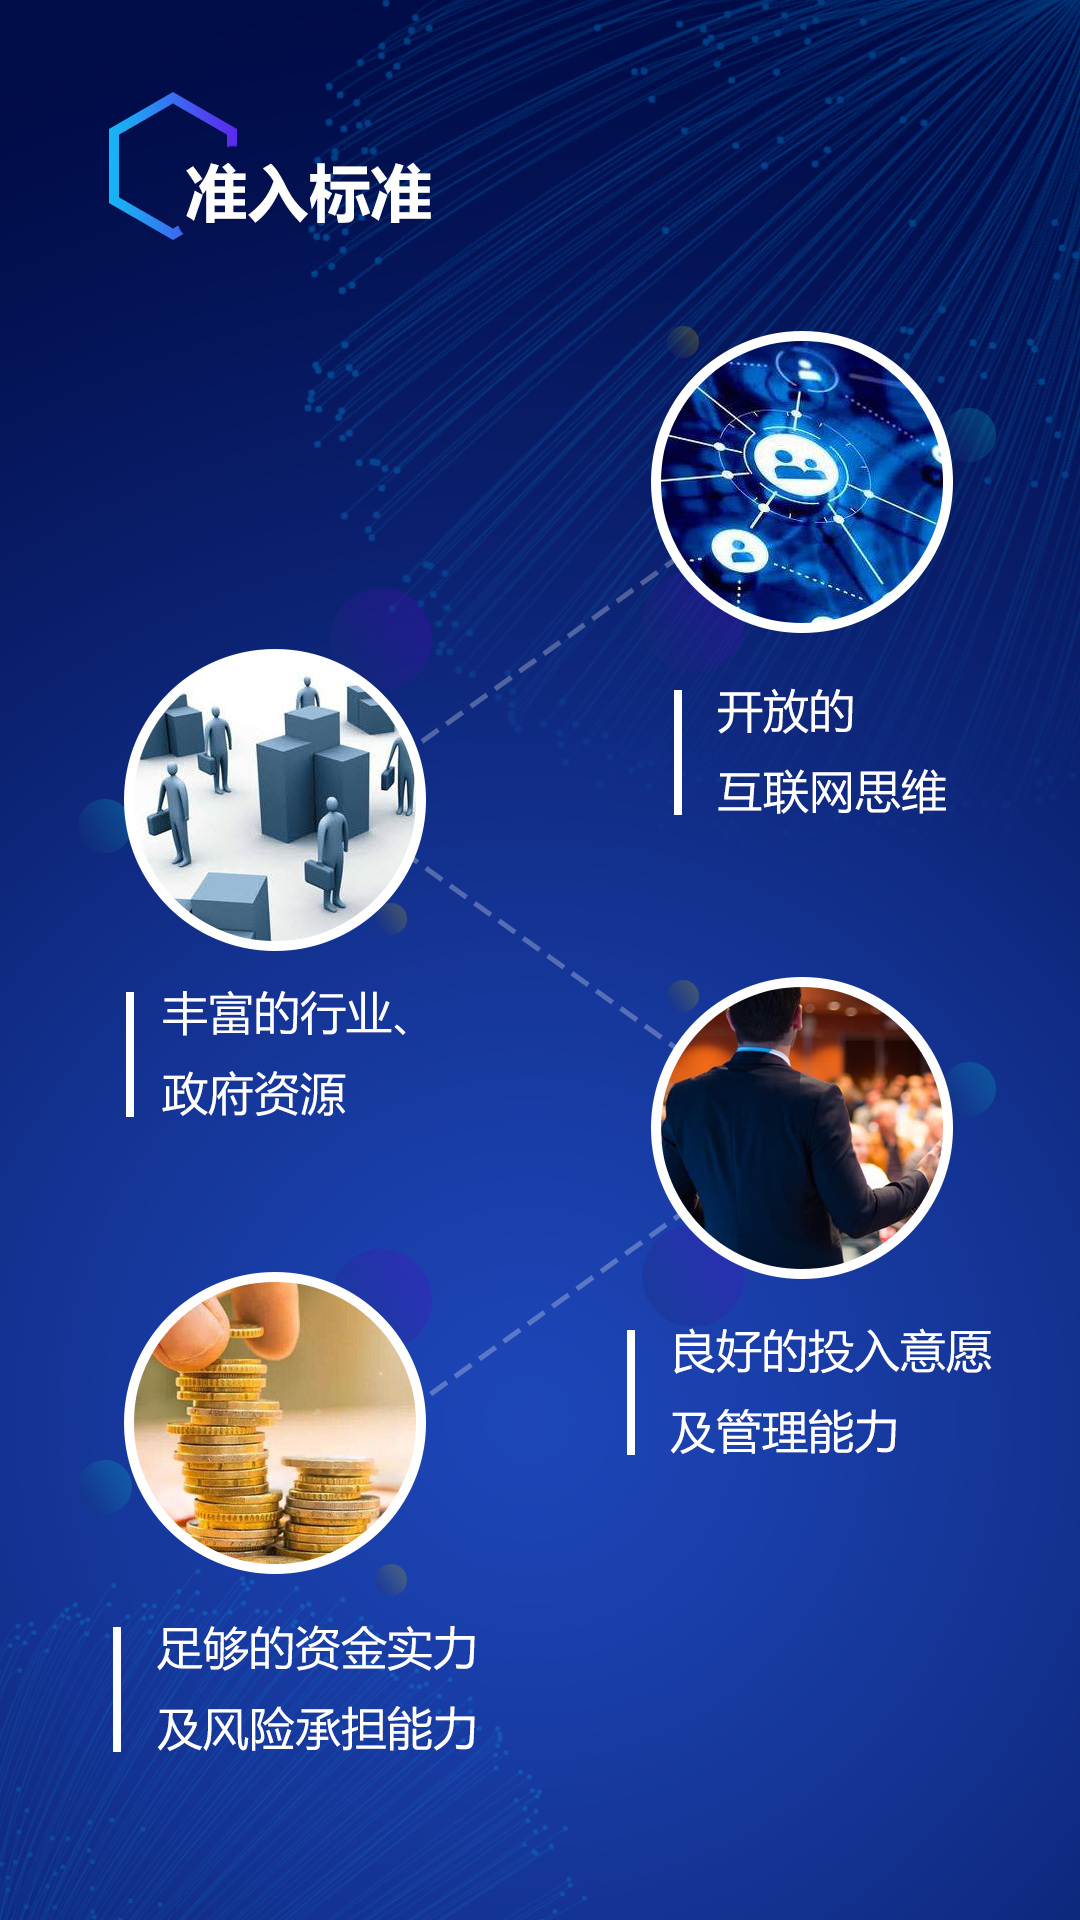 准入标准
开放的
互联网思维
丰富的行业、
政府资源
良好的投入意愿
及管理能力
足够的资金实力
及风险承担能力